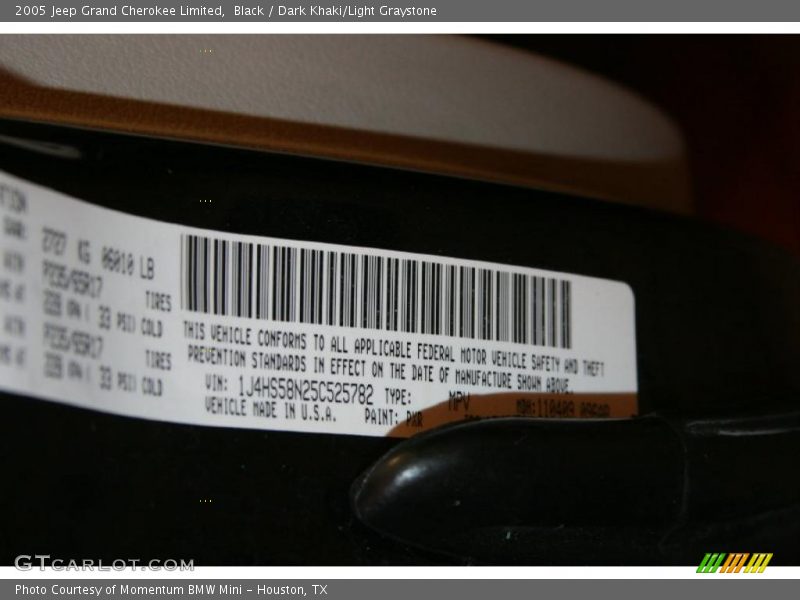 2005 Jeep Grand Cherokee Limited, Black / Dark Khaki/Light Graystone
2727 KG 06010 LB
P235/65R17 TIRES
33 PSI) COLD
P235/65R17 TIRES
33 PSI) COLD
THIS VEHICLE CONFORMS TO ALL APPLICABLE FEDERAL MOTOR VEHICLE SAFETY AND THEFT
PREVENTION STANDARDS IN EFFECT ON THE DATE OF MANUFACTURE SHOWN ABOVE.
VIN: 1J4HS58N25C525782 TYPE: MPV
VEHICLE MADE IN U.S.A. PAINT: PXR
GTcarlot.com
Photo Courtesy of Momentum BMW Mini - Houston, TX